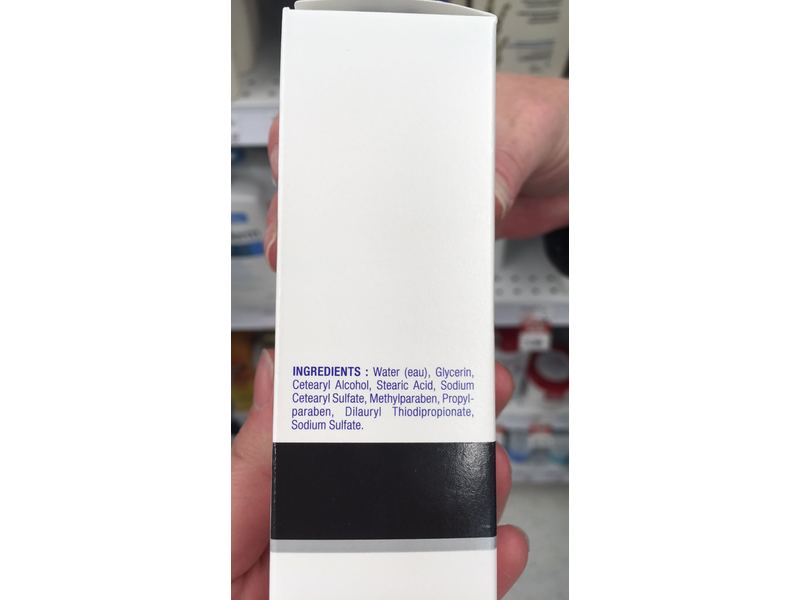 INGREDIENTS : Water (eau), Glycerin,
Cetearyl Alcohol, Stearic Acid, Sodium
Cetearyl Sulfate, Methylparaben, Propyl-
paraben, Dilauryl Thiodipropionate,
Sodium Sulfate.